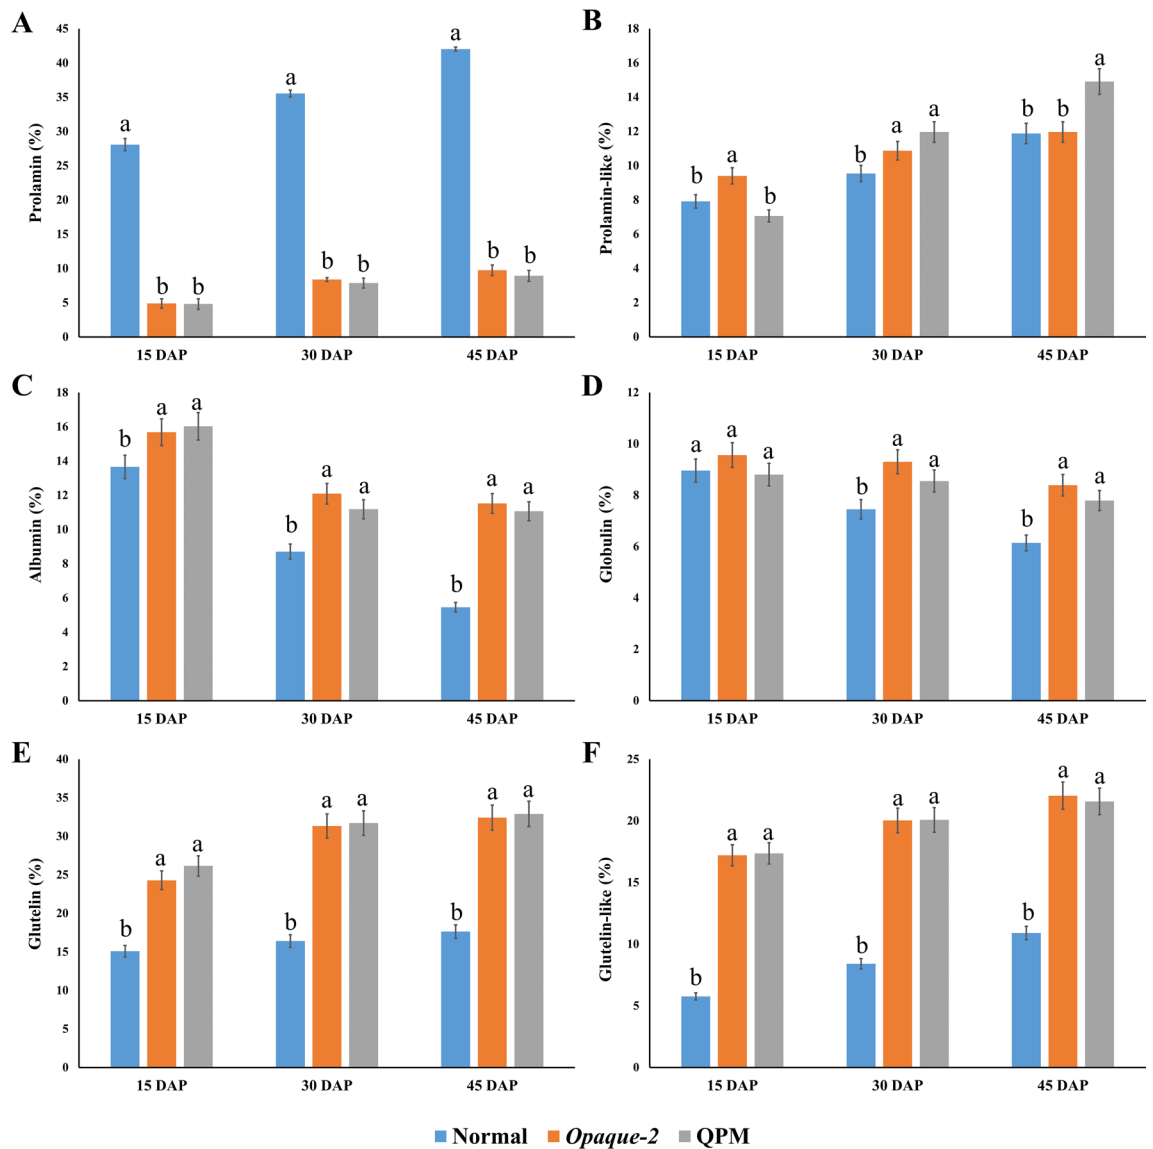 A
Prolamin (%)
45
40
35
30
25
20
15
10
5
0
a
b
b
a
b
b
a
b
b
15 DAP
30 DAP
45 DAP
B
Prolamin-like (%)
18
16
14
12
10
8
6
4
2
0
b
a
b
b
a
a
b
b
a
15 DAP
30 DAP
45 DAP
C
Albumin (%)
18
16
14
12
10
8
6
4
2
0
b
a
a
b
a
a
b
a
a
15 DAP
30 DAP
45 DAP
D
Globulin (%)
12
10
8
6
4
2
0
a
a
a
b
a
a
b
a
a
15 DAP
30 DAP
45 DAP
E
Glutelin (%)
40
35
30
25
20
15
10
5
0
b
a
a
b
a
a
b
a
a
15 DAP
30 DAP
45 DAP
F
Glutelin-like (%)
25
20
15
10
5
0
b
a
a
b
a
a
b
a
a
15 DAP
30 DAP
45 DAP
Normal
Opaque-2
QPM